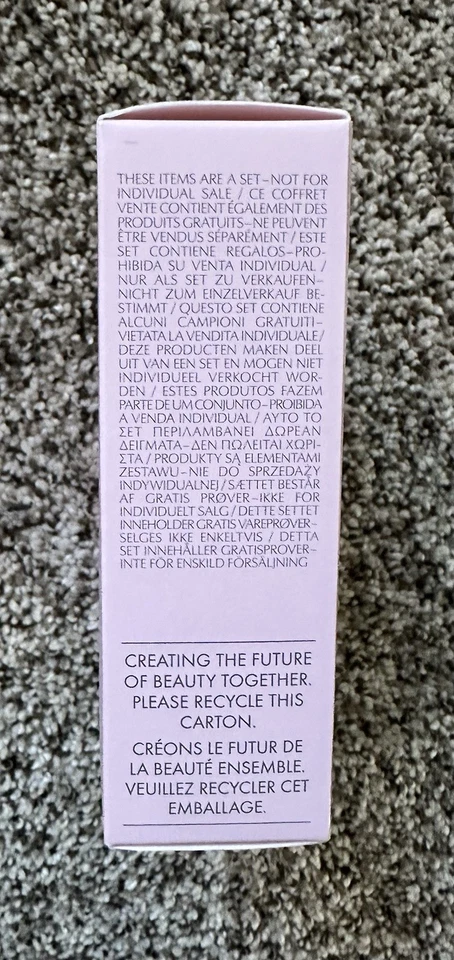 THESE ITEMS ARE A SET–NOT FOR
INDIVIDUAL SALE / CE COFFRET
VENTE CONTIENT ÉGALEMENT DES
PRODUITS GRATUITS–NE PEUVENT
ÊTRE VENDUS SÉPARÉMENT / ESTE
SET CONTIENE REGALOS–PRO-
HIBIDA SU VENTA INDIVIDUAL /
NUR ALS SET ZU VERKAUFEN–
NICHT ZUM EINZELVERKAUF BE-
STIMMT / QUESTO SET CONTIENE
ALCUNI CAMPIONI GRATUITI–
VIETATA LA VENDITA INDIVIDUALE/
DEZE PRODUCTEN MAKEN DEEL
UIT VAN EEN SET EN MOGEN NIET
INDIVIDUEEL VERKOCHT WOR-
DEN / ESTES PRODUTOS FAZEM
PARTE DE UM CONJUNTO–PROIBIDA
A VENDA INDIVIDUAL / ΑΥΤΟ ΤΟ
ΣΕΤ ΠΕΡΙΛΑΜΒΑΝΕΙ ΔΩΡΕΑΝ
ΔΕΙΓΜΑΤΑ–ΔΕΝ ΠΩΛΕΙΤΑΙ ΧΩΡΙ-
ΣΤΑ / PRODUKTY SĄ ELEMENTAMI
ZESTAWU–NIE DO SPRZEDAŻY
INDYWIDUALNEJ / SÆTTET BESTÅR
AF GRATIS PRØVER–IKKE FOR
INDIVIDUELT SALG / DETTE SETTET
INNEHOLDER GRATIS VAREPRØVER–
SELGES IKKE ENKELTVIS / DETTA
SET INNEHÅLLER GRATISPROVER–
INTE FÖR ENSKILD FÖRSÄLJNING
CREATING THE FUTURE
OF BEAUTY TOGETHER.
PLEASE RECYCLE THIS
CARTON.
CRÉONS LE FUTUR DE
LA BEAUTÉ ENSEMBLE.
VEUILLEZ RECYCLER CET
EMBALLAGE.